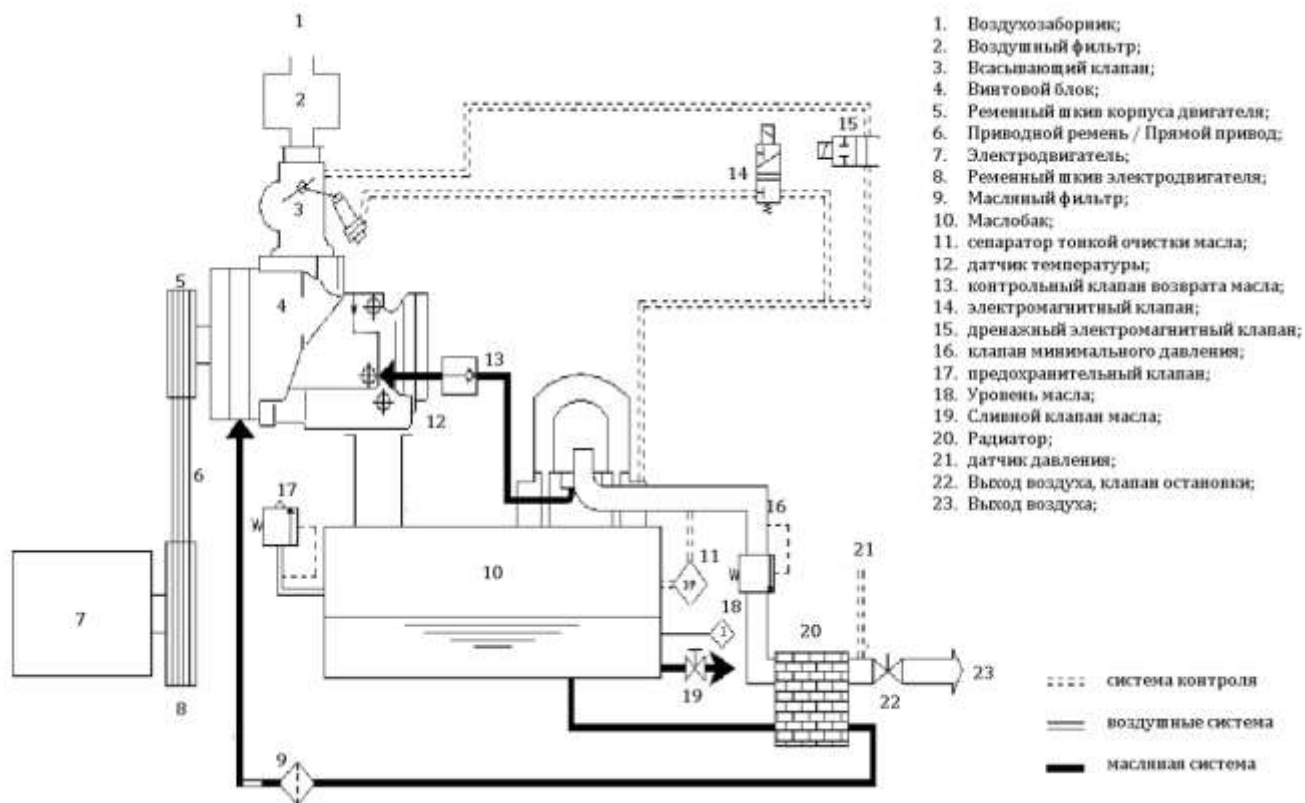 1
2
3
4
5
6
7
8
9
10
11
12
13
14
15
16
17
18
19
20
21
22
23
W
W
ЭР
1. Воздухозаборник;
2. Воздушный фильтр;
3. Всасывающий клапан;
4. Винтовой блок;
5. Ременный шкив корпуса двигателя;
6. Приводной ремень / Прямой привод;
7. Электродвигатель;
8. Ременный шкив электродвигателя;
9. Масляный фильтр;
10. Маслобак;
11. сепаратор тонкой очистки масла;
12. датчик температуры;
13. контрольный клапан возврата масла;
14. электромагнитный клапан;
15. дренажный электромагнитный клапан;
16. клапан минимального давления;
17. предохранительный клапан;
18. Уровень масла;
19. Сливной клапан масла;
20. Радиатор;
21. датчик давления;
22. Выход воздуха, клапан остановки;
23. Выход воздуха;
система контроля
воздушные система
масляная система